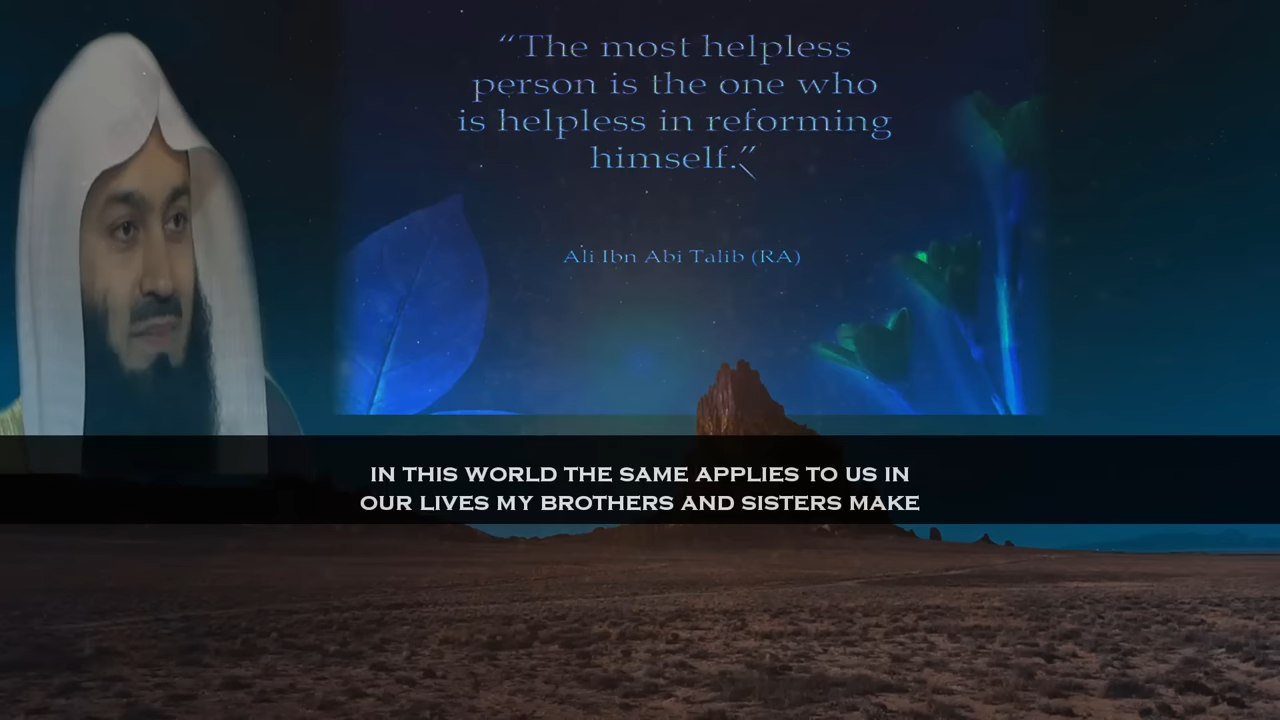 “The most helpless
person is the one who
is helpless in reforming
himself.”
Ali Ibn Abi Talib (RA)
IN THIS WORLD THE SAME APPLIES TO US IN
OUR LIVES MY BROTHERS AND SISTERS MAKE